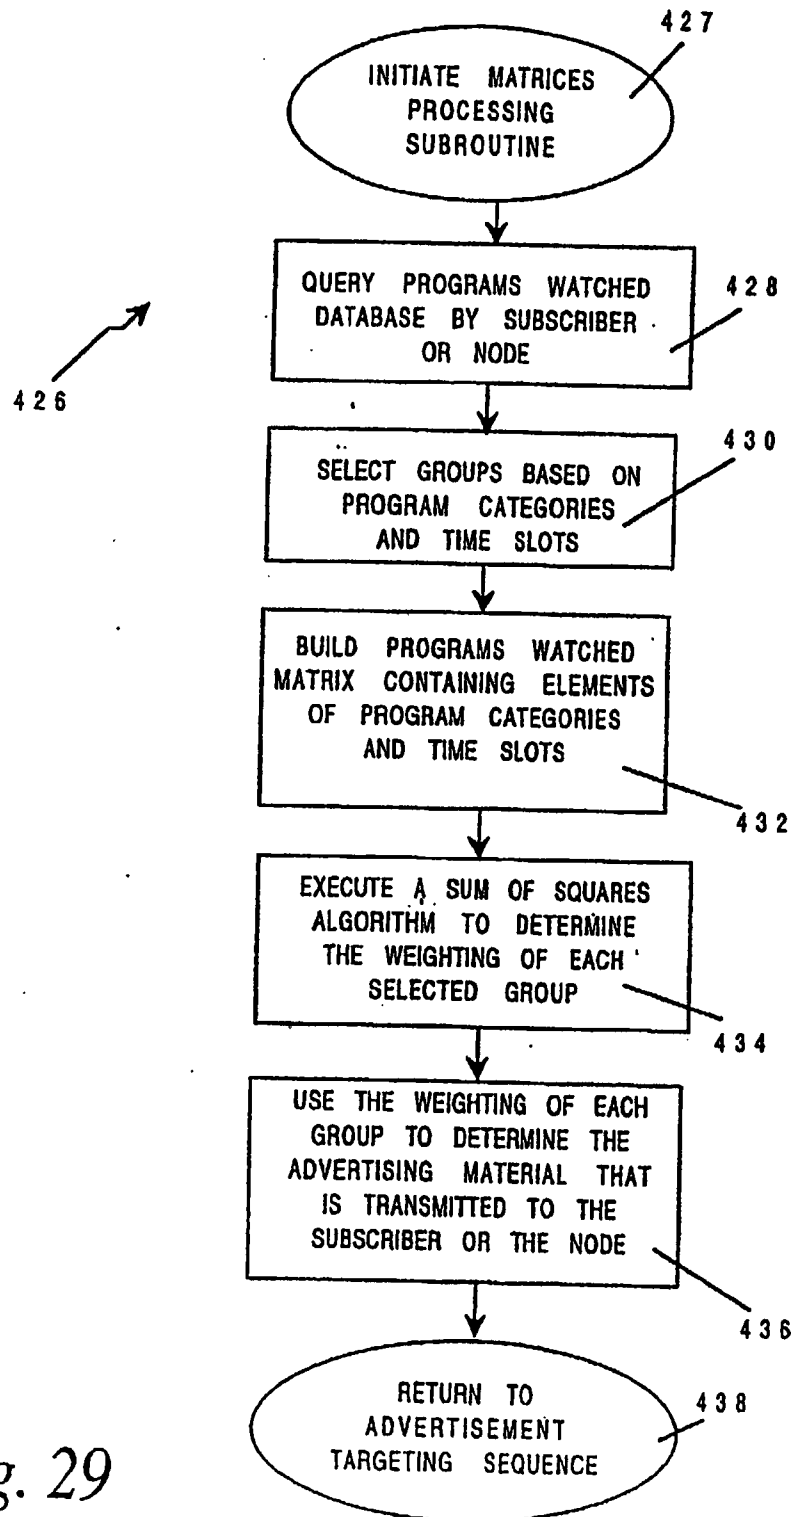 427
INITIATE MATRICES
PROCESSING
SUBROUTINE
QUERY PROGRAMS WATCHED
DATABASE BY SUBSCRIBER
OR NODE
428
426
SELECT GROUPS BASED ON
PROGRAM CATEGORIES
AND TIME SLOTS
430
BUILD PROGRAMS WATCHED
MATRIX CONTAINING ELEMENTS
OF PROGRAM CATEGORIES
AND TIME SLOTS
432
EXECUTE A SUM OF SQUARES
ALGORITHM TO DETERMINE
THE WEIGHTING OF EACH
SELECTED GROUP
434
USE THE WEIGHTING OF EACH
GROUP TO DETERMINE THE
ADVERTISING MATERIAL THAT
IS TRANSMITTED TO THE
SUBSCRIBER OR THE NODE
436
RETURN TO
ADVERTISEMENT
TARGETING SEQUENCE
438
g. 29